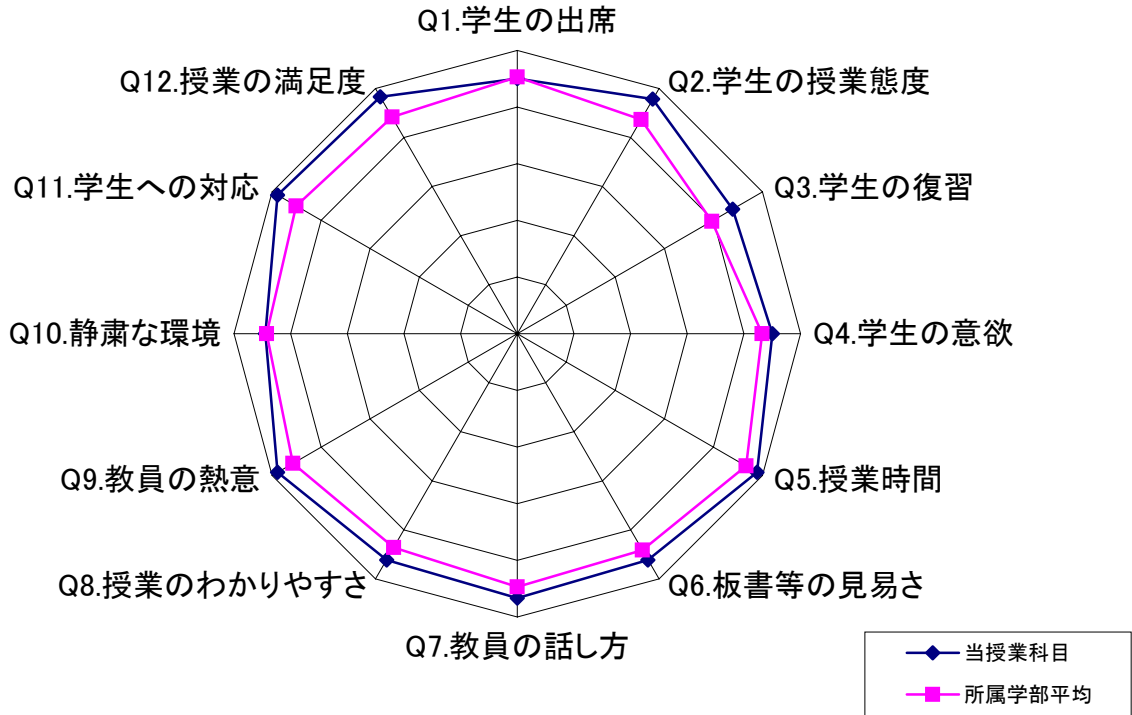 Q1.学生の出席
Q2.学生の授業態度
Q3.学生の復習
Q4.学生の意欲
Q5.授業時間
Q6.板書等の見易さ
Q7.教員の話し方
Q8.授業のわかりやすさ
Q9.教員の熱意
Q10.静粛な環境
Q11.学生への対応
Q12.授業の満足度
当授業科目
所属学部平均